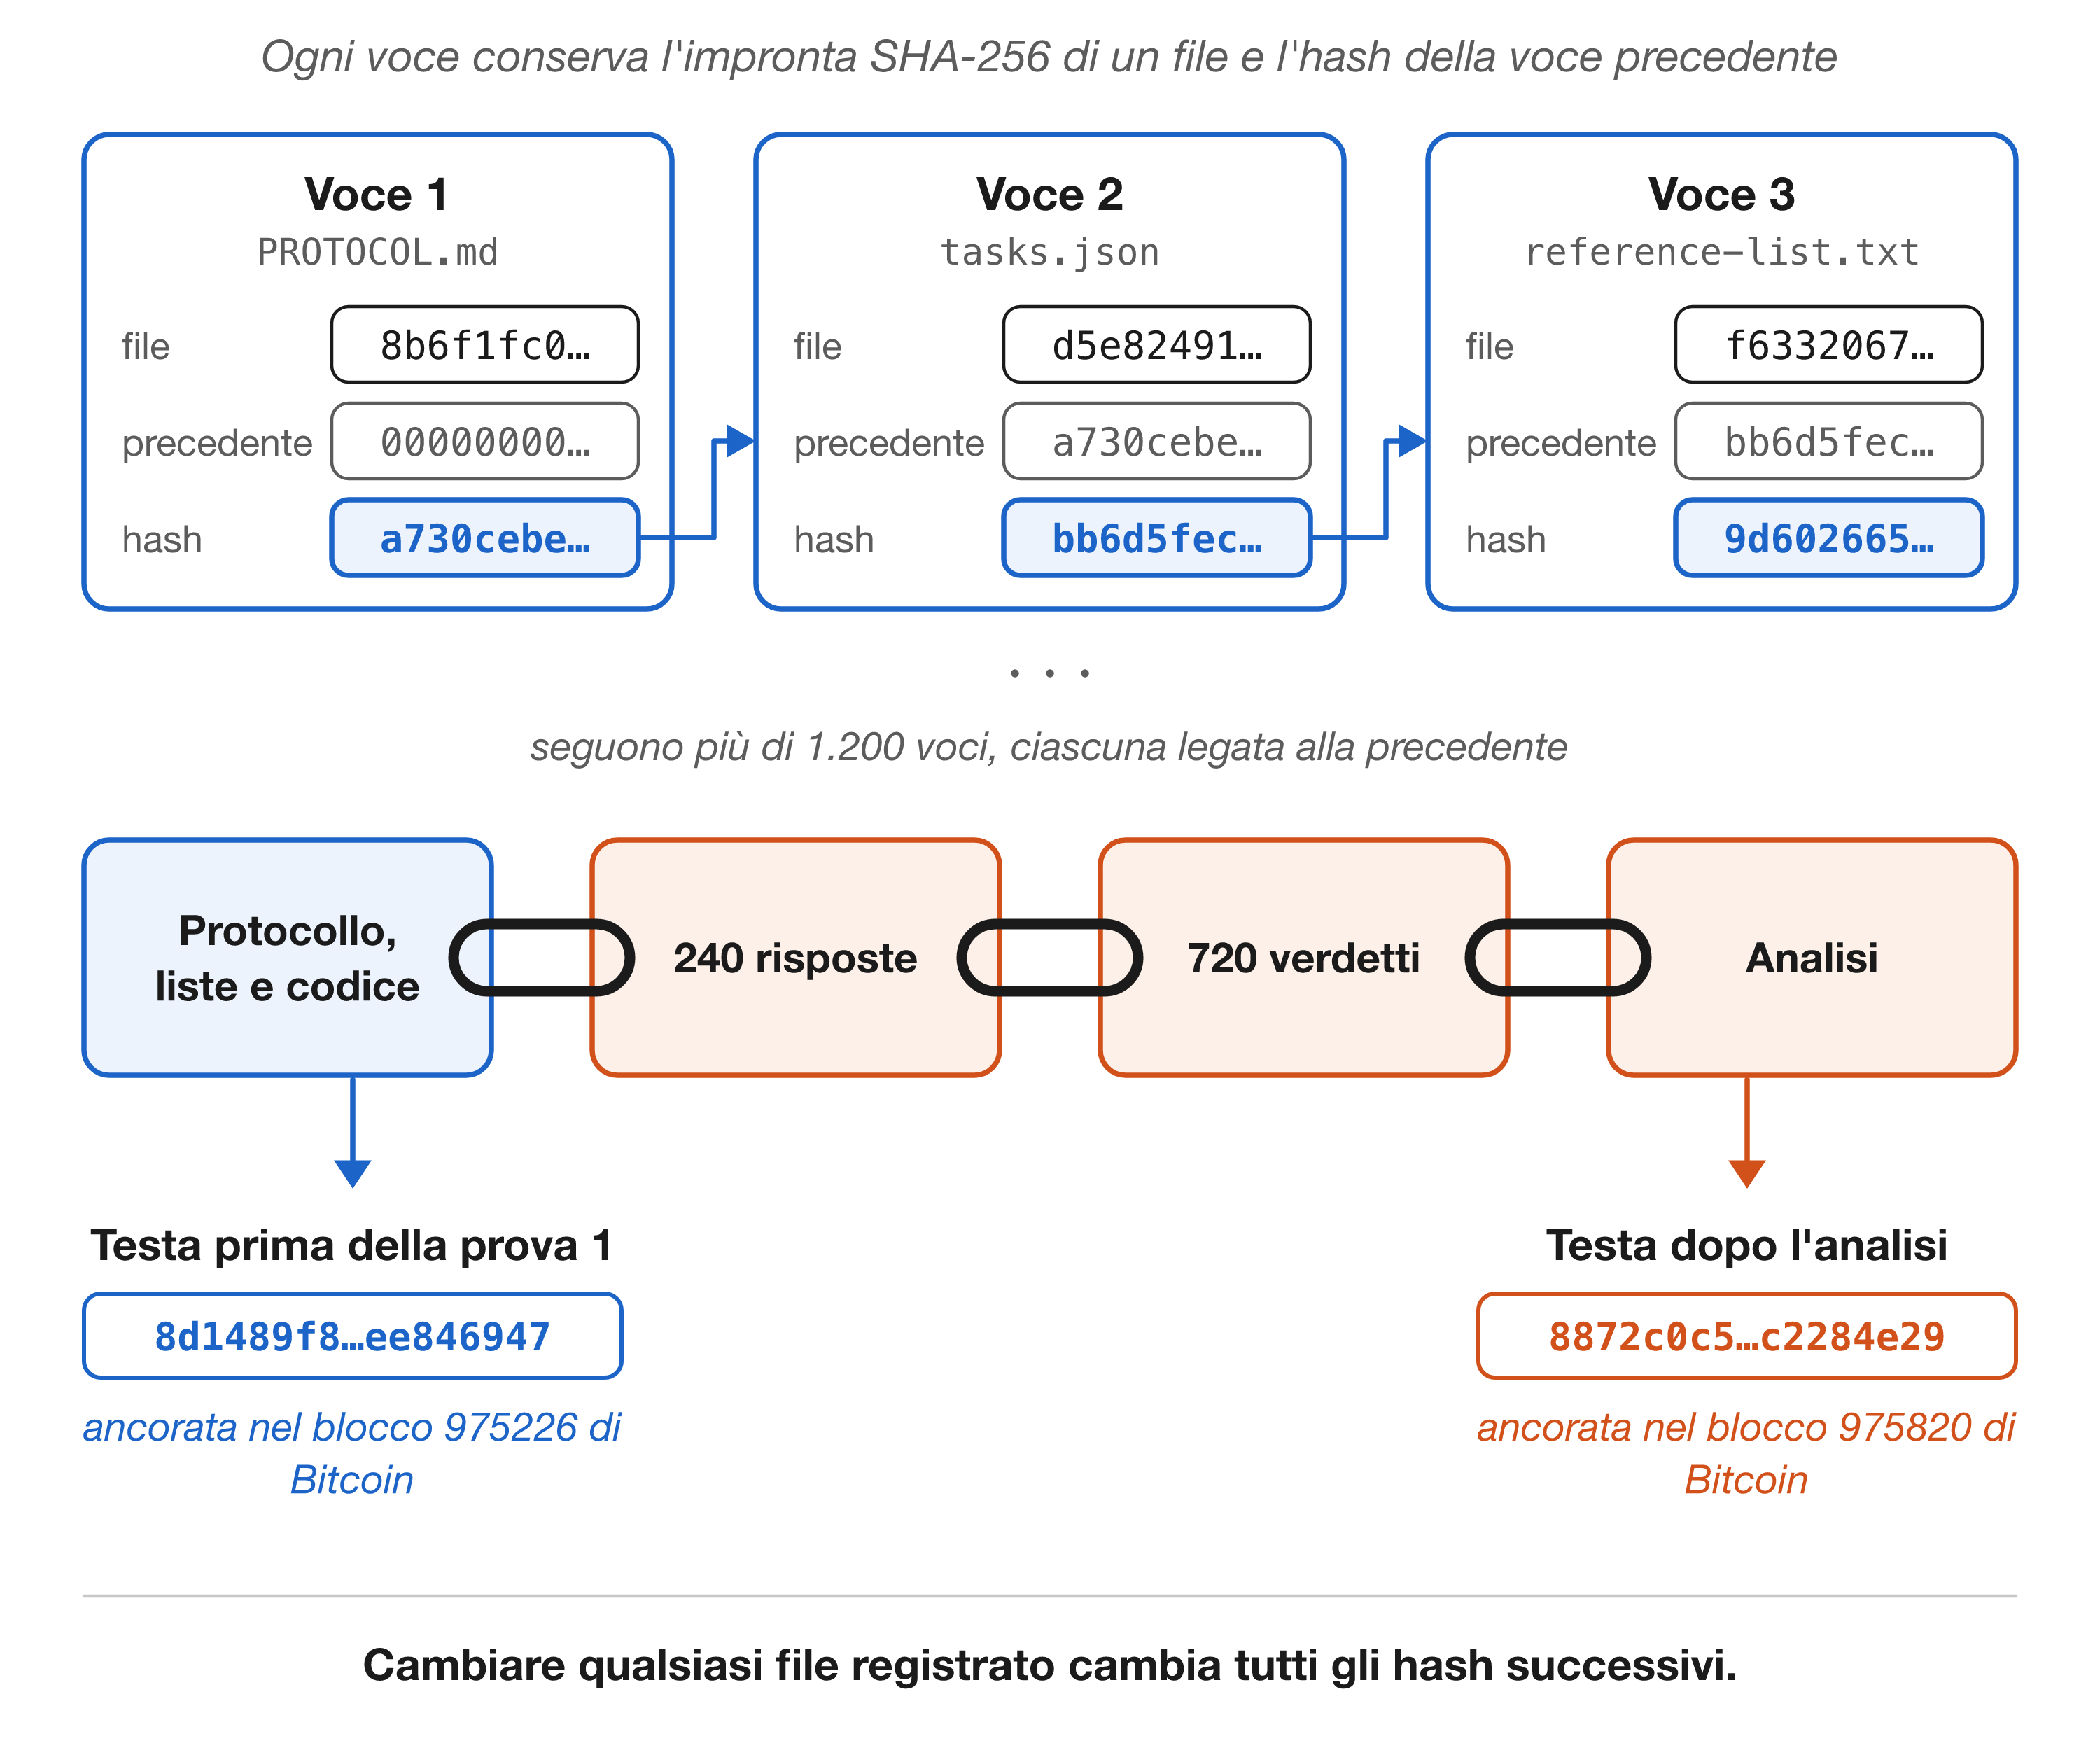 Ogni voce conserva l'impronta SHA-256 di un file e l'hash della voce precedente
Voce 1
PROTOCOL.md
file
8b6f1fc0…
precedente
00000000…
hash
a730cebe…
Voce 2
tasks.json
file
d5e82491…
precedente
a730cebe…
hash
bb6d5fec…
Voce 3
reference-list.txt
file
f6332067…
precedente
bb6d5fec…
hash
9d602665…
. . .
seguono più di 1.200 voci, ciascuna legata alla precedente
Protocollo,
liste e codice
240 risposte
720 verdetti
Analisi
Testa prima della prova 1
8d1489f8…ee846947
ancorata nel blocco 975226 di
Bitcoin
Testa dopo l'analisi
8872c0c5…c2284e29
ancorata nel blocco 975820 di
Bitcoin
Cambiare qualsiasi file registrato cambia tutti gli hash successivi.